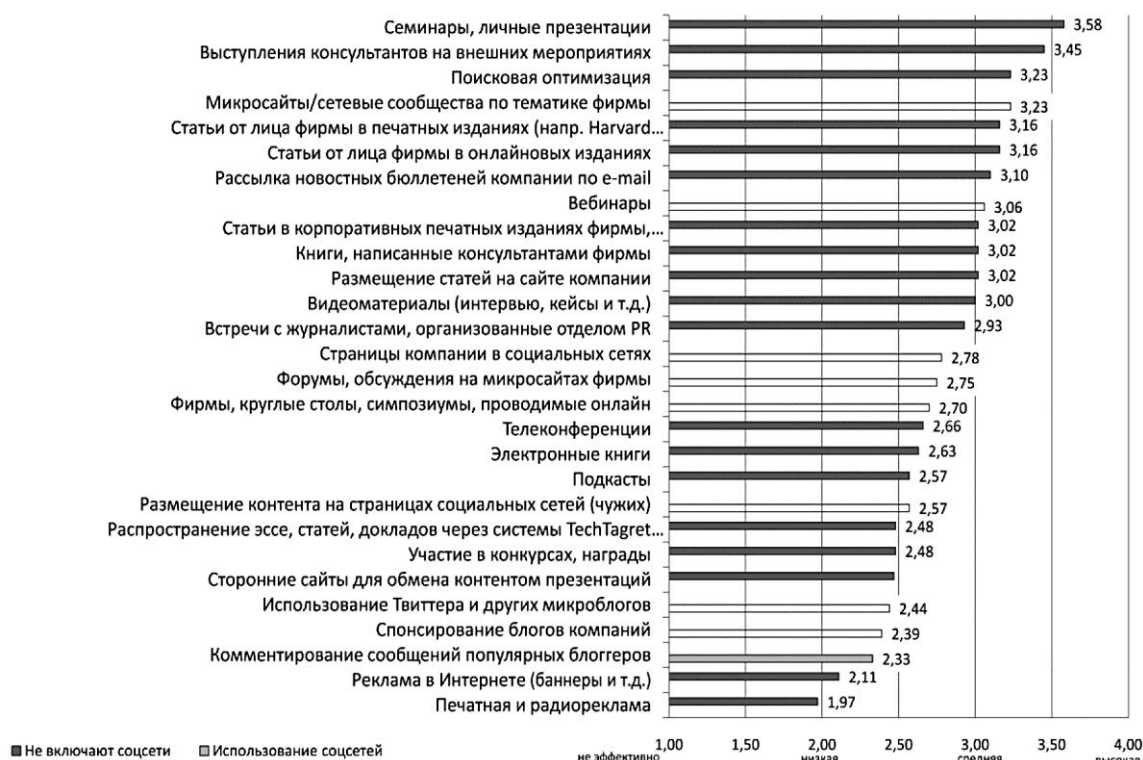 Семинары, личные презентации 3,58
Выступления консультантов на внешних мероприятиях 3,45
Поисковая оптимизация 3,23
Микросайты/сетевые сообщества по тематике фирмы 3,23
Статьи от лица фирмы в печатных изданиях (напр. Harvard... 3,16
Статьи от лица фирмы в онлайновых изданиях 3,16
Рассылка новостных бюллетеней компании по e-mail 3,10
Вебинары 3,06
Статьи в корпоративных печатных изданиях фирмы,... 3,02
Книги, написанные консультантами фирмы 3,02
Размещение статей на сайте компании 3,02
Видеоматериалы (интервью, кейсы и т.д.) 3,00
Встречи с журналистами, организованные отделом PR 2,93
Страницы компании в социальных сетях 2,78
Форумы, обсуждения на микросайтах фирмы 2,75
Фирмы, круглые столы, симпозиумы, проводимые онлайн 2,70
Телеконференции 2,66
Электронные книги 2,63
Подкасты 2,57
Размещение контента на страницах социальных сетей (чужих) 2,57
Распространение эссе, статей, докладов через системы TechTagret... 2,48
Участие в конкурсах, награды 2,48
Сторонние сайты для обмена контентом презентаций
Использование Твиттера и других микроблогов 2,44
Спонсирование блогов компаний 2,39
Комментирование сообщений популярных блоггеров 2,33
Реклама в Интернете (баннеры и т.д.) 2,11
Печатная и радиореклама 1,97
1,00 1,50 2,00 2,50 3,00 3,50 4,00
Не включают соцсети Использование соцсетей не эффективно низкая средняя высокая